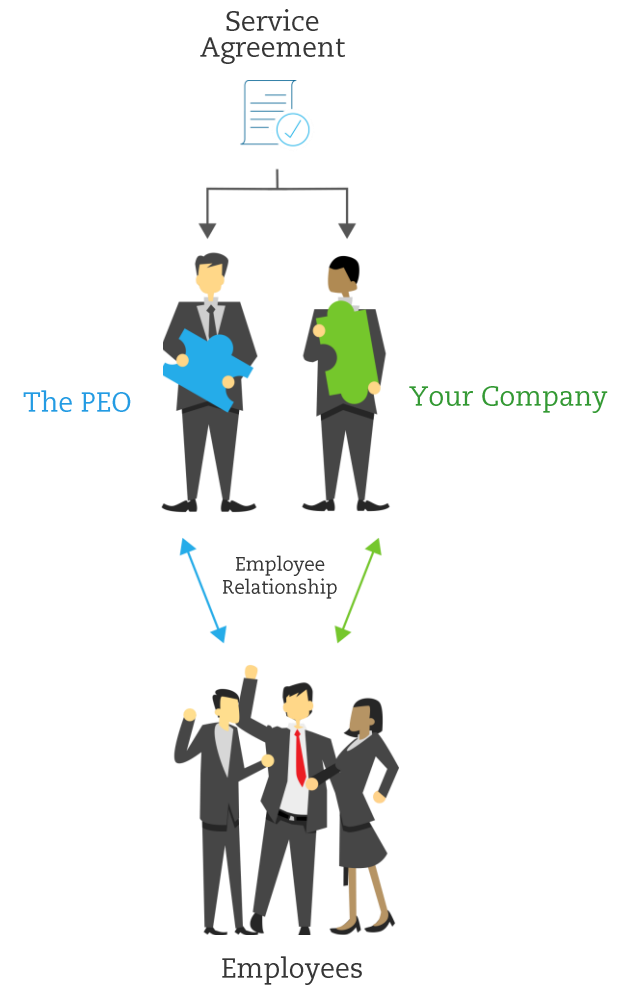 Service
Agreement
The PEO
Your Company
Employee
Relationship
Employees